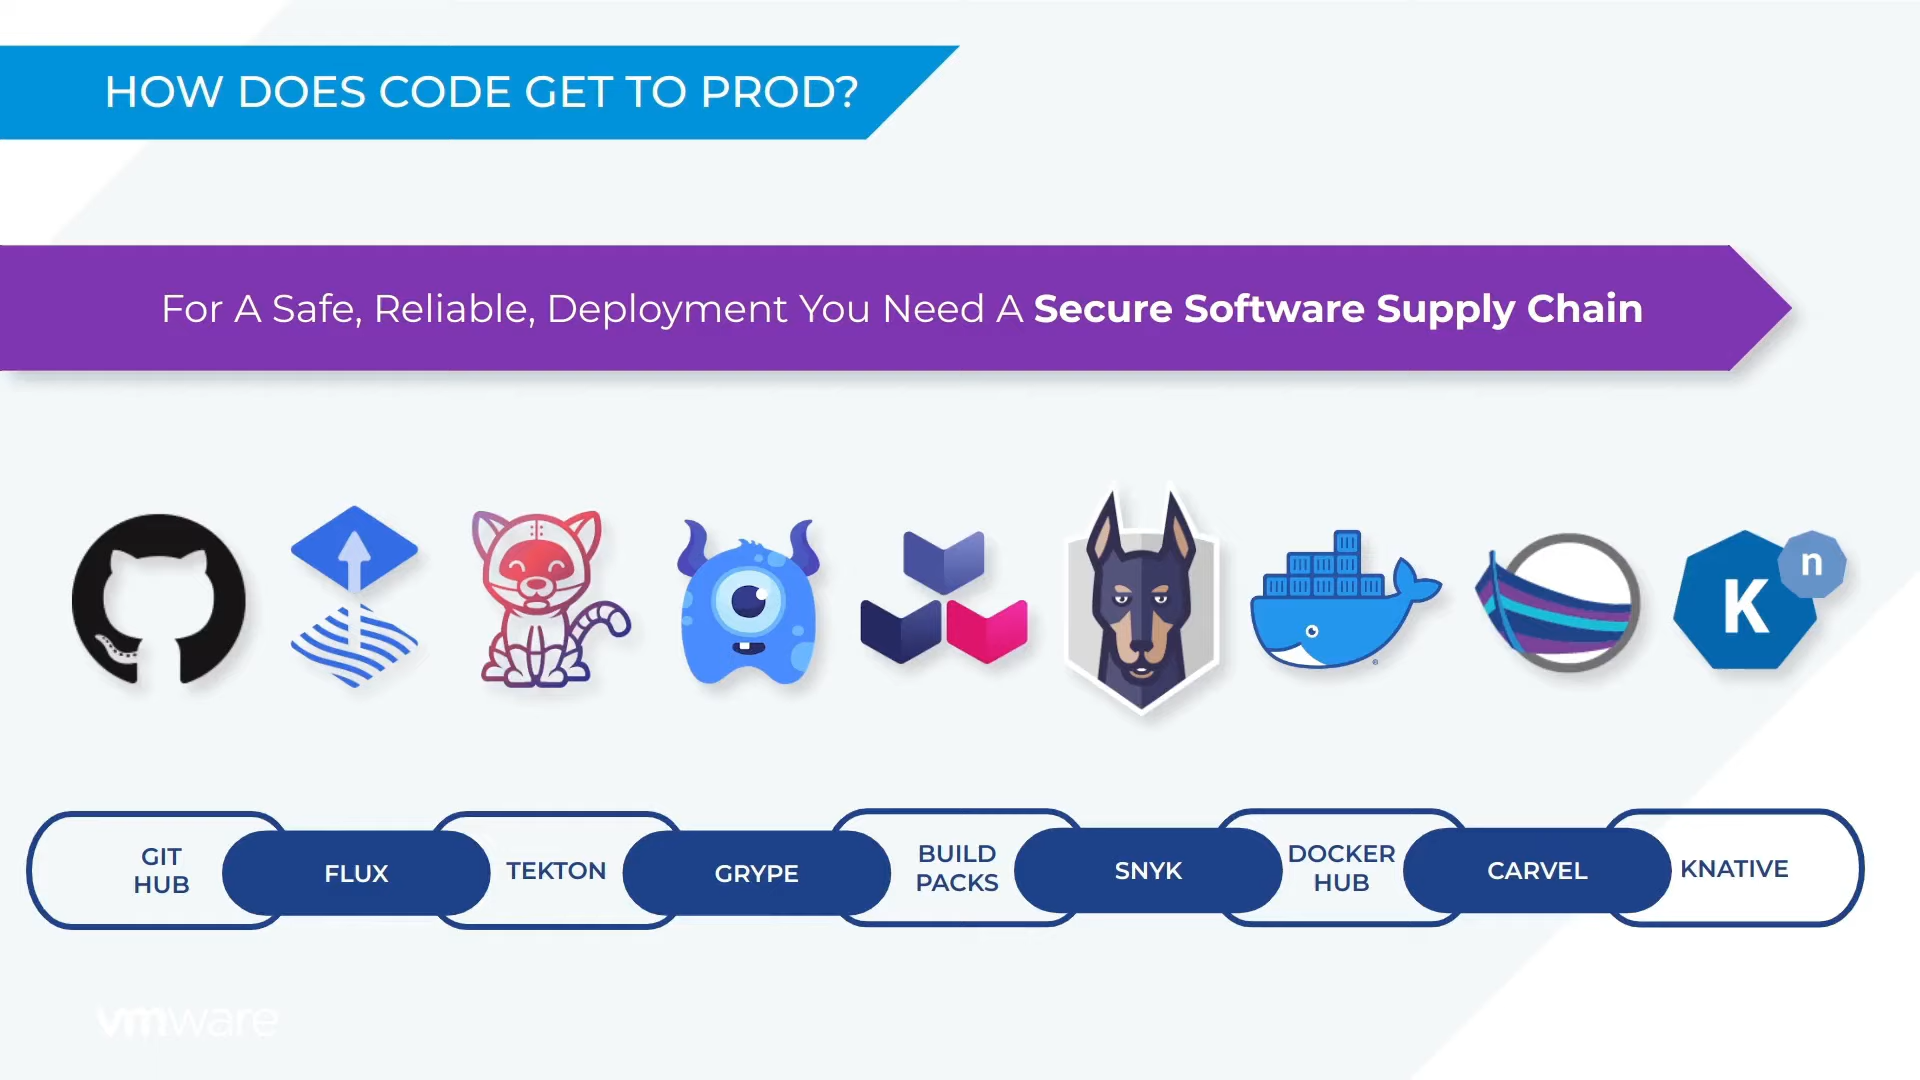 HOW DOES CODE GET TO PROD?
For A Safe, Reliable, Deployment You Need A Secure Software Supply Chain
n
K
GIT
HUB
FLUX
TEKTON
GRYPE
BUILD
PACKS
SNYK
DOCKER
HUB
CARVEL
KNATIVE
vmware